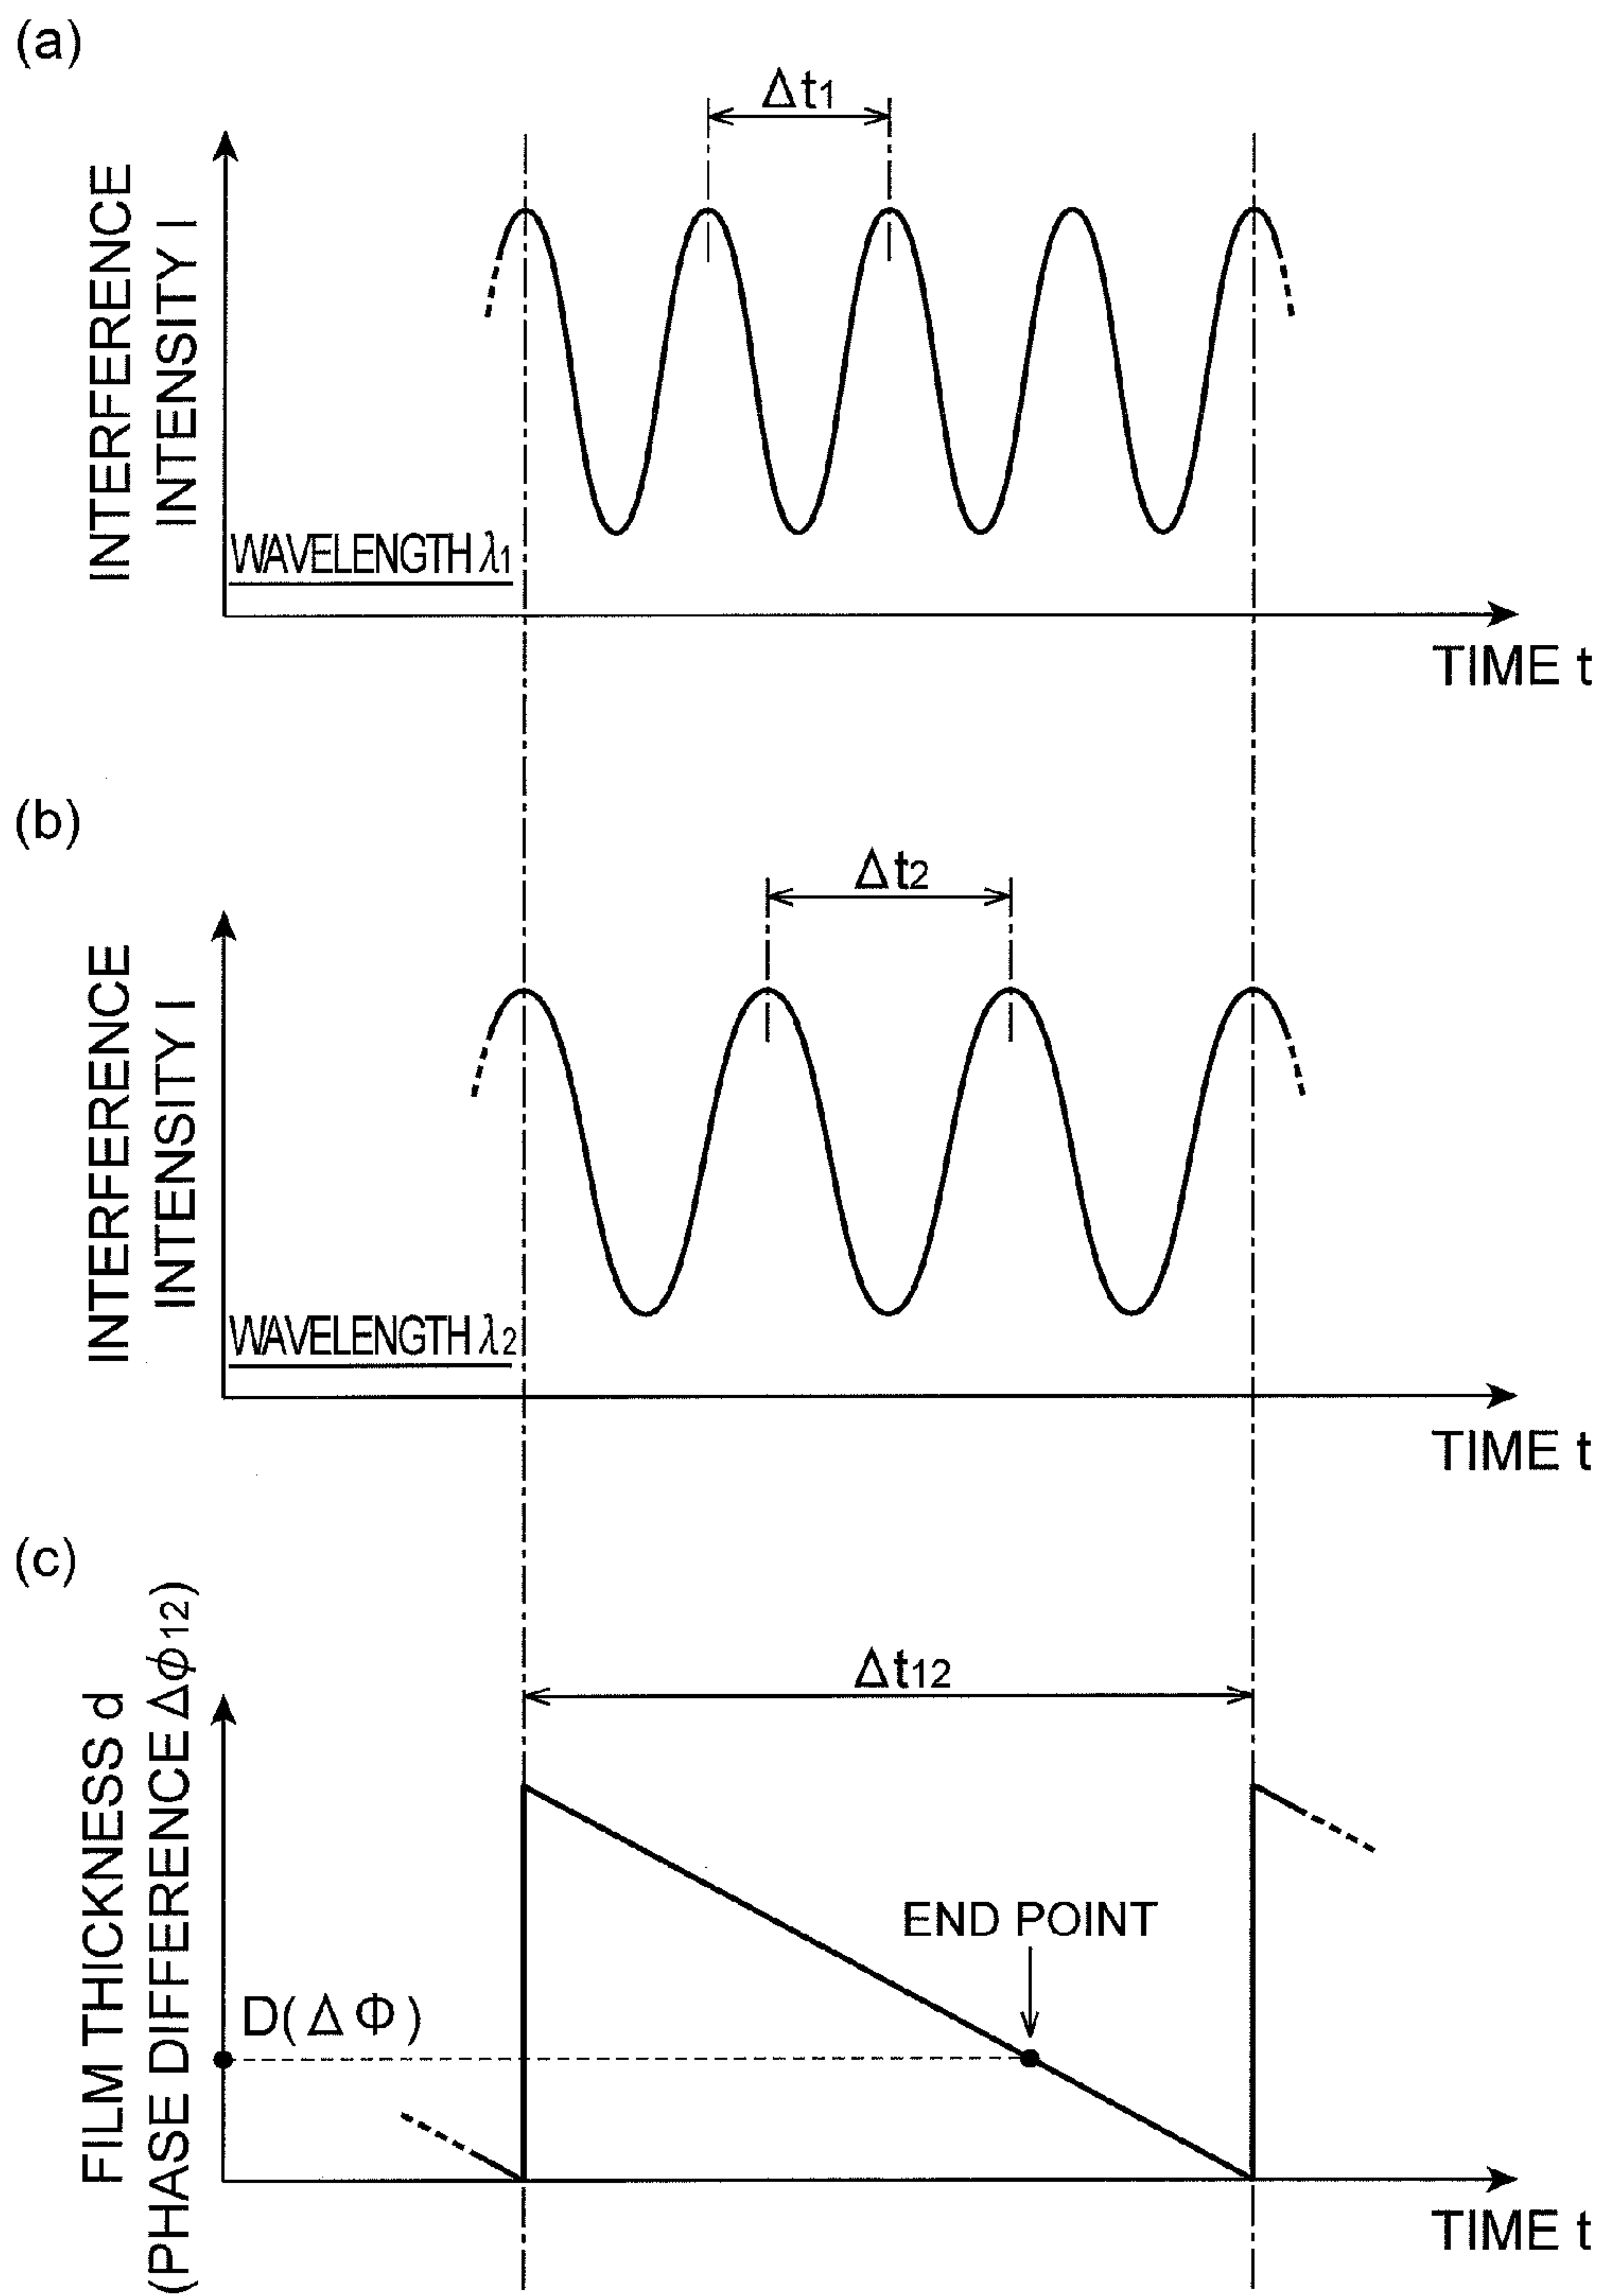 (a)
Δt1
INTERFERENCE
INTENSITY I
WAVELENGTH λ1
TIME t
(b)
Δt2
INTERFERENCE
INTENSITY I
WAVELENGTH λ2
TIME t
(c)
Δt12
FILM THICKNESS d
(PHASE DIFFERENCE Δϕ12)
END POINT
D(ΔΦ)
TIME t